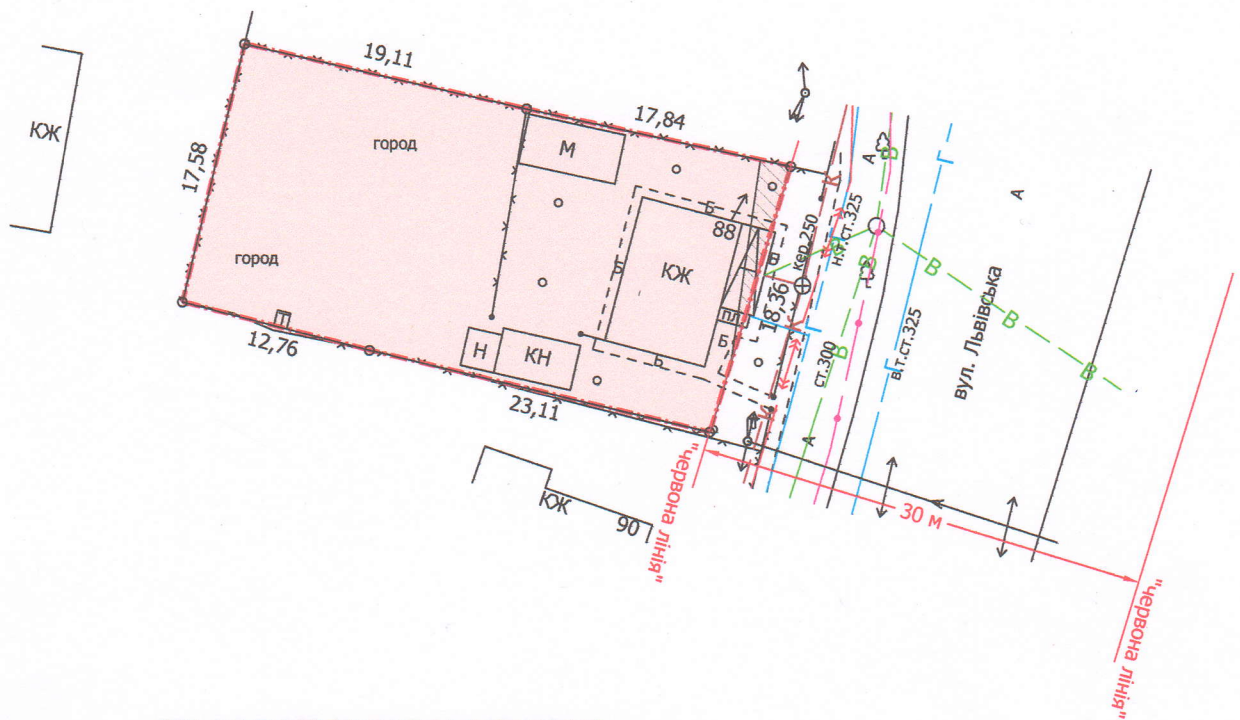 19,11
КЖ
17,84
город
М
17,58
А
В
Г
К
Б
88
А
город
Б
КЖ
кер.250
н.т.ст.325
В
В
В
18,36
пл
Б
Г
вул. Львівська
В
12,76
Н
КН
Б
К
В
ст.300
Г
в.т.ст.325
В
23,11
К
А
КЖ
90
"червона лінія"
30 м
"червона лінія"